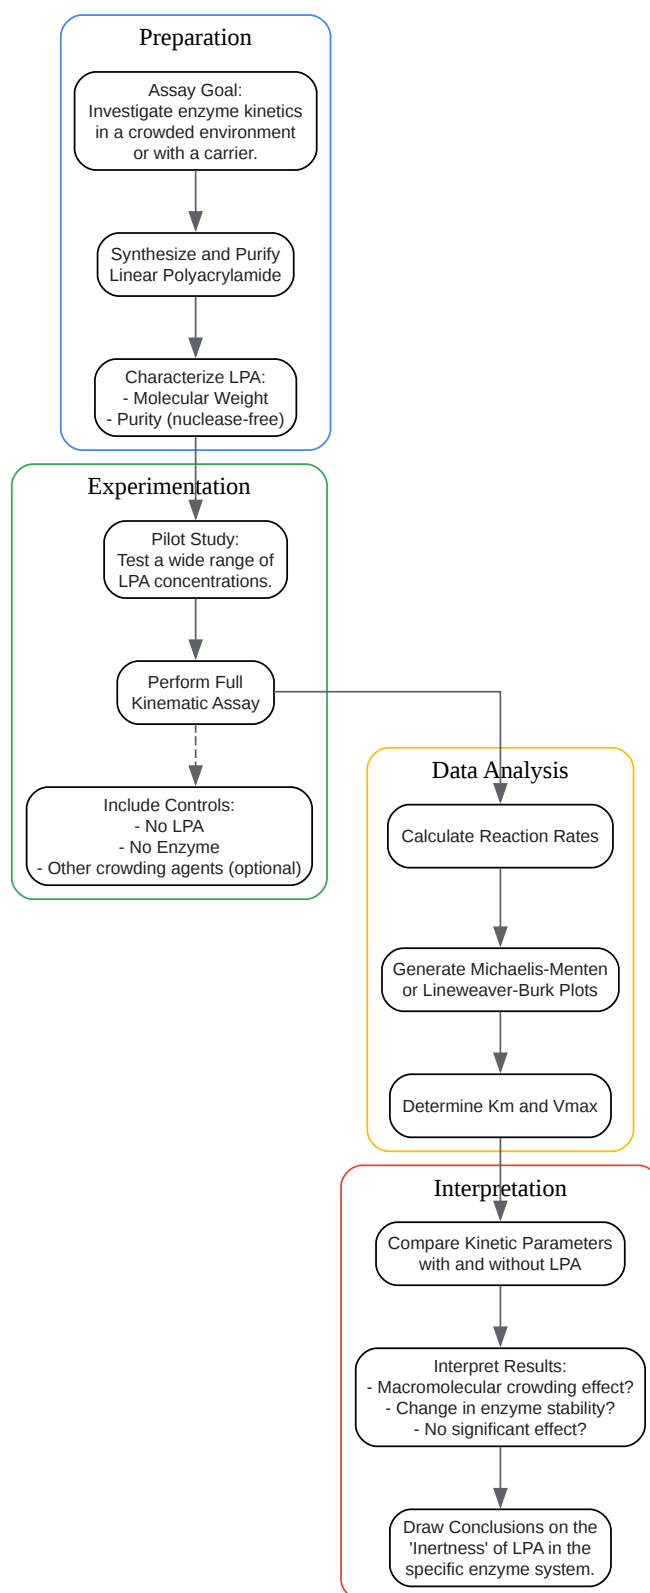 Preparation
Assay Goal:
Investigate enzyme kinetics
in a crowded environment
or with a carrier.
Synthesize and Purify
Linear Polyacrylamide
Characterize LPA:
- Molecular Weight
- Purity (nuclease-free)
Experimentation
Pilot Study:
Test a wide range of
LPA concentrations.
Perform Full
Kinematic Assay
Include Controls:
- No LPA
- No Enzyme
- Other crowding agents (optional)
Data Analysis
Calculate Reaction Rates
Generate Michaelis-Menten
or Lineweaver-Burk Plots
Determine Km and Vmax
Interpretation
Compare Kinetic Parameters
with and without LPA
Interpret Results:
- Macromolecular crowding effect?
- Change in enzyme stability?
- No significant effect?
Draw Conclusions on the
'Inertness' of LPA in the
specific enzyme system.